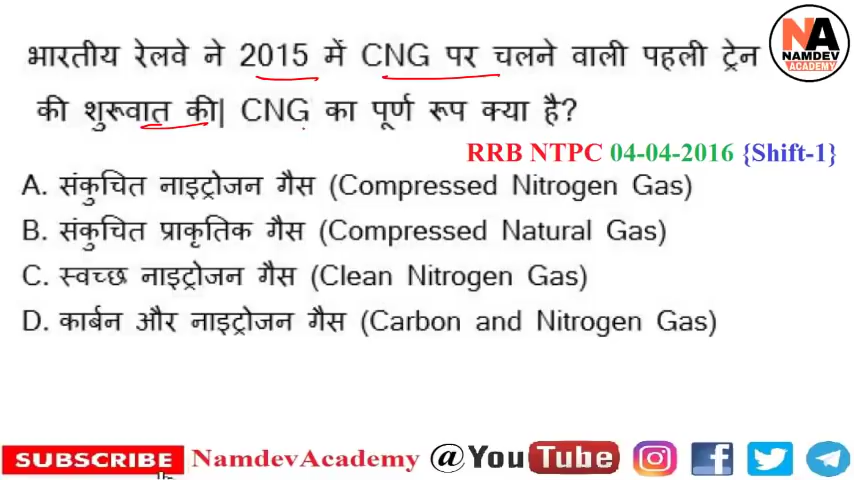 NA
NAMDEV
ACADEMY
भारतीय रेलवे ने 2015 में CNG पर चलने वाली पहली ट्रेन
की शुरूवात की| CNG का पूर्ण रूप क्या है?
RRB NTPC 04-04-2016 {Shift-1}
A. संकुचित नाइट्रोजन गैस (Compressed Nitrogen Gas)
B. संकुचित प्राकृतिक गैस (Compressed Natural Gas)
C. स्वच्छ नाइट्रोजन गैस (Clean Nitrogen Gas)
D. कार्बन और नाइट्रोजन गैस (Carbon and Nitrogen Gas)
SUBSCRIBE NamdevAcademy @YouTube